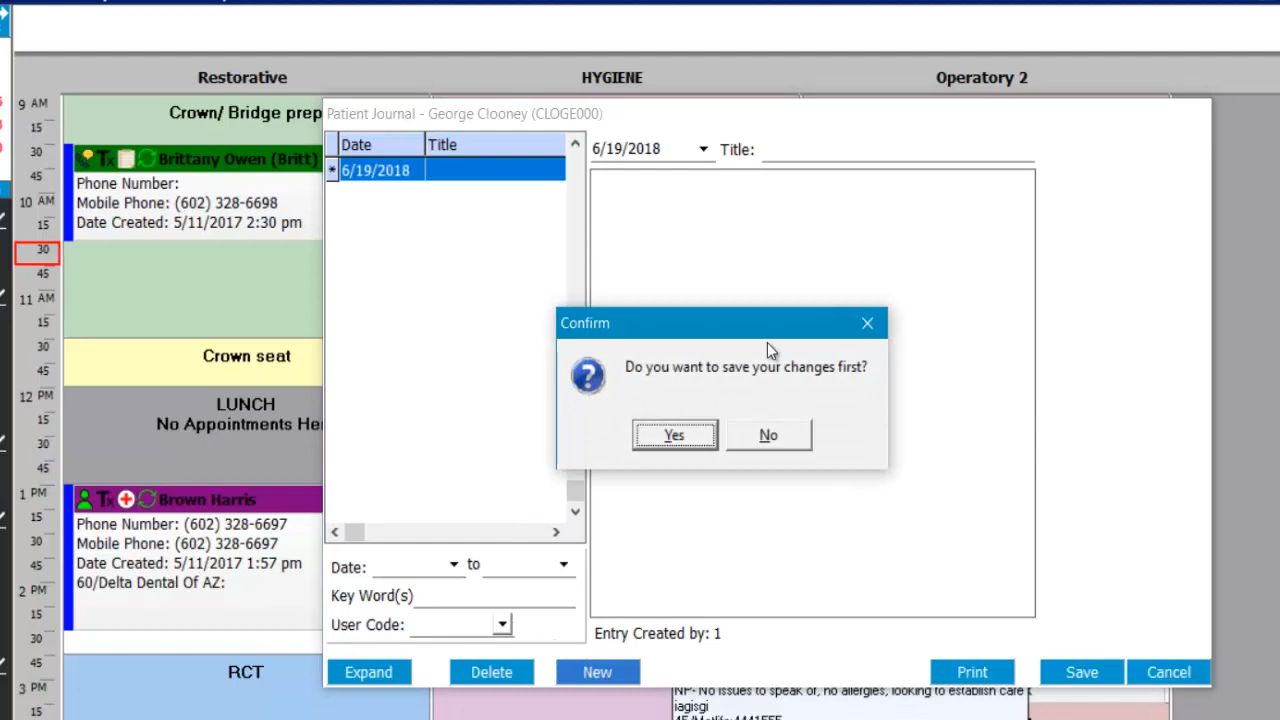 Restorative
HYGIENE
Operatory 2
9 AM
15
30
45
10 AM
15
30
45
11 AM
15
30
45
12 PM
15
30
45
1 PM
15
30
45
2 PM
15
30
45
3 PM
15
Crown/ Bridge prep
Tx Brittany Owen (Britt)
Phone Number:
Mobile Phone: (602) 328-6698
Date Created: 5/11/2017 2:30 pm
Crown seat
LUNCH
No Appointments He
Tx Brown Harris
Phone Number: (602) 328-6697
Mobile Phone: (602) 328-6697
Date Created: 5/11/2017 1:57 pm
60/Delta Dental Of AZ:
RCT
Patient Journal - George Clooney (CLOGE000)
Date Title
* 6/19/2018
6/19/2018 Title:
Confirm
Do you want to save your changes first?
Yes No
Date: to
Key Word(s)
User Code:
Entry Created by: 1
Expand Delete New Print Save Cancel
NP- No issues to speak of, no allergies, looking to establish care
iagisgi